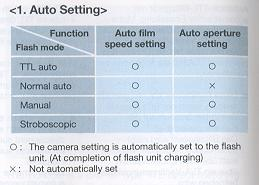 <1. Auto Setting>
Function
Flash mode
Auto film
speed setting
Auto aperture
setting
TTL auto ○ ○
Normal auto ○ ×
Manual ○ ○
Stroboscopic ○ ○
○ : The camera setting is automatically set to the flash
unit. (At completion of flash unit charging)
× : Not automatically set